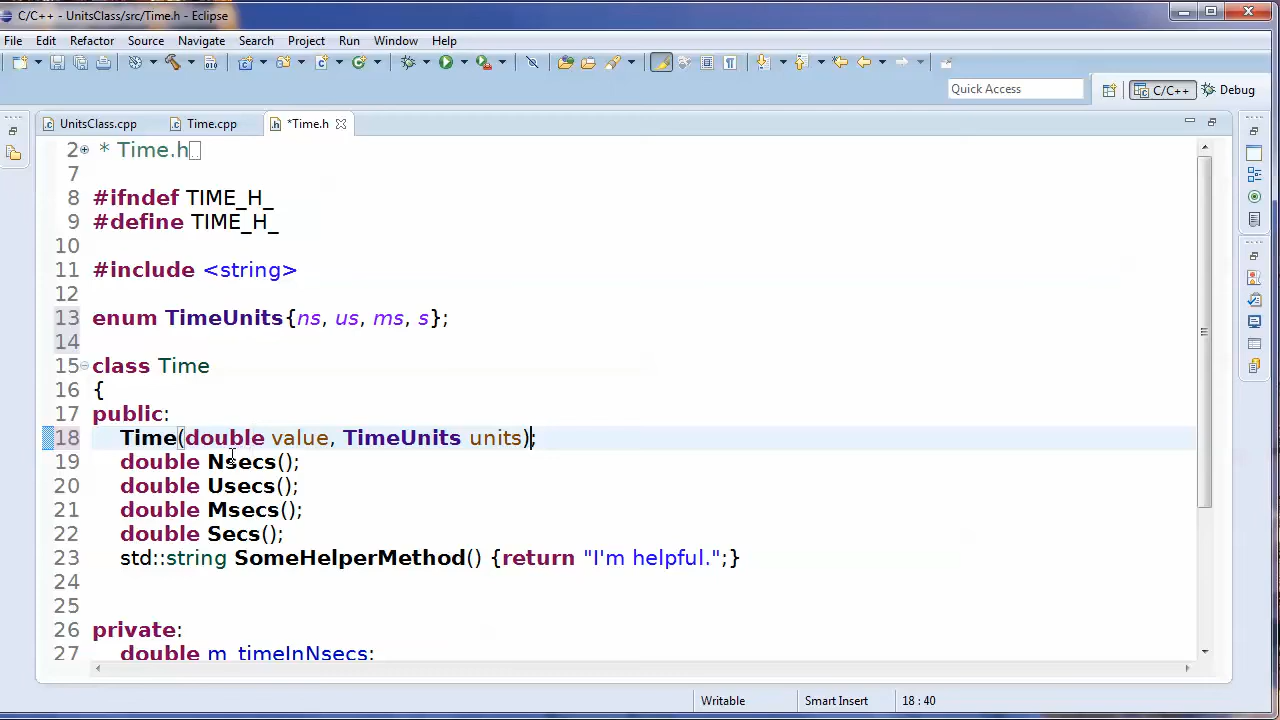 C/C++ - UnitsClass/src/Time.h - Eclipse
File Edit Refactor Source Navigate Search Project Run Window Help
Quick Access
C/C++ Debug
UnitsClass.cpp Time.cpp *Time.h
2 * Time.h
7
8 #ifndef TIME_H_
9 #define TIME_H_
10
11 #include <string>
12
13 enum TimeUnits{ns, us, ms, s};
14
15 class Time
16 {
17 public:
18 Time(double value, TimeUnits units);
19 double Nsecs();
20 double Usecs();
21 double Msecs();
22 double Secs();
23 std::string SomeHelperMethod() {return "I'm helpful.";}
24
25
26 private:
27 double m_timeInNsecs;
Writable Smart Insert 18 : 40